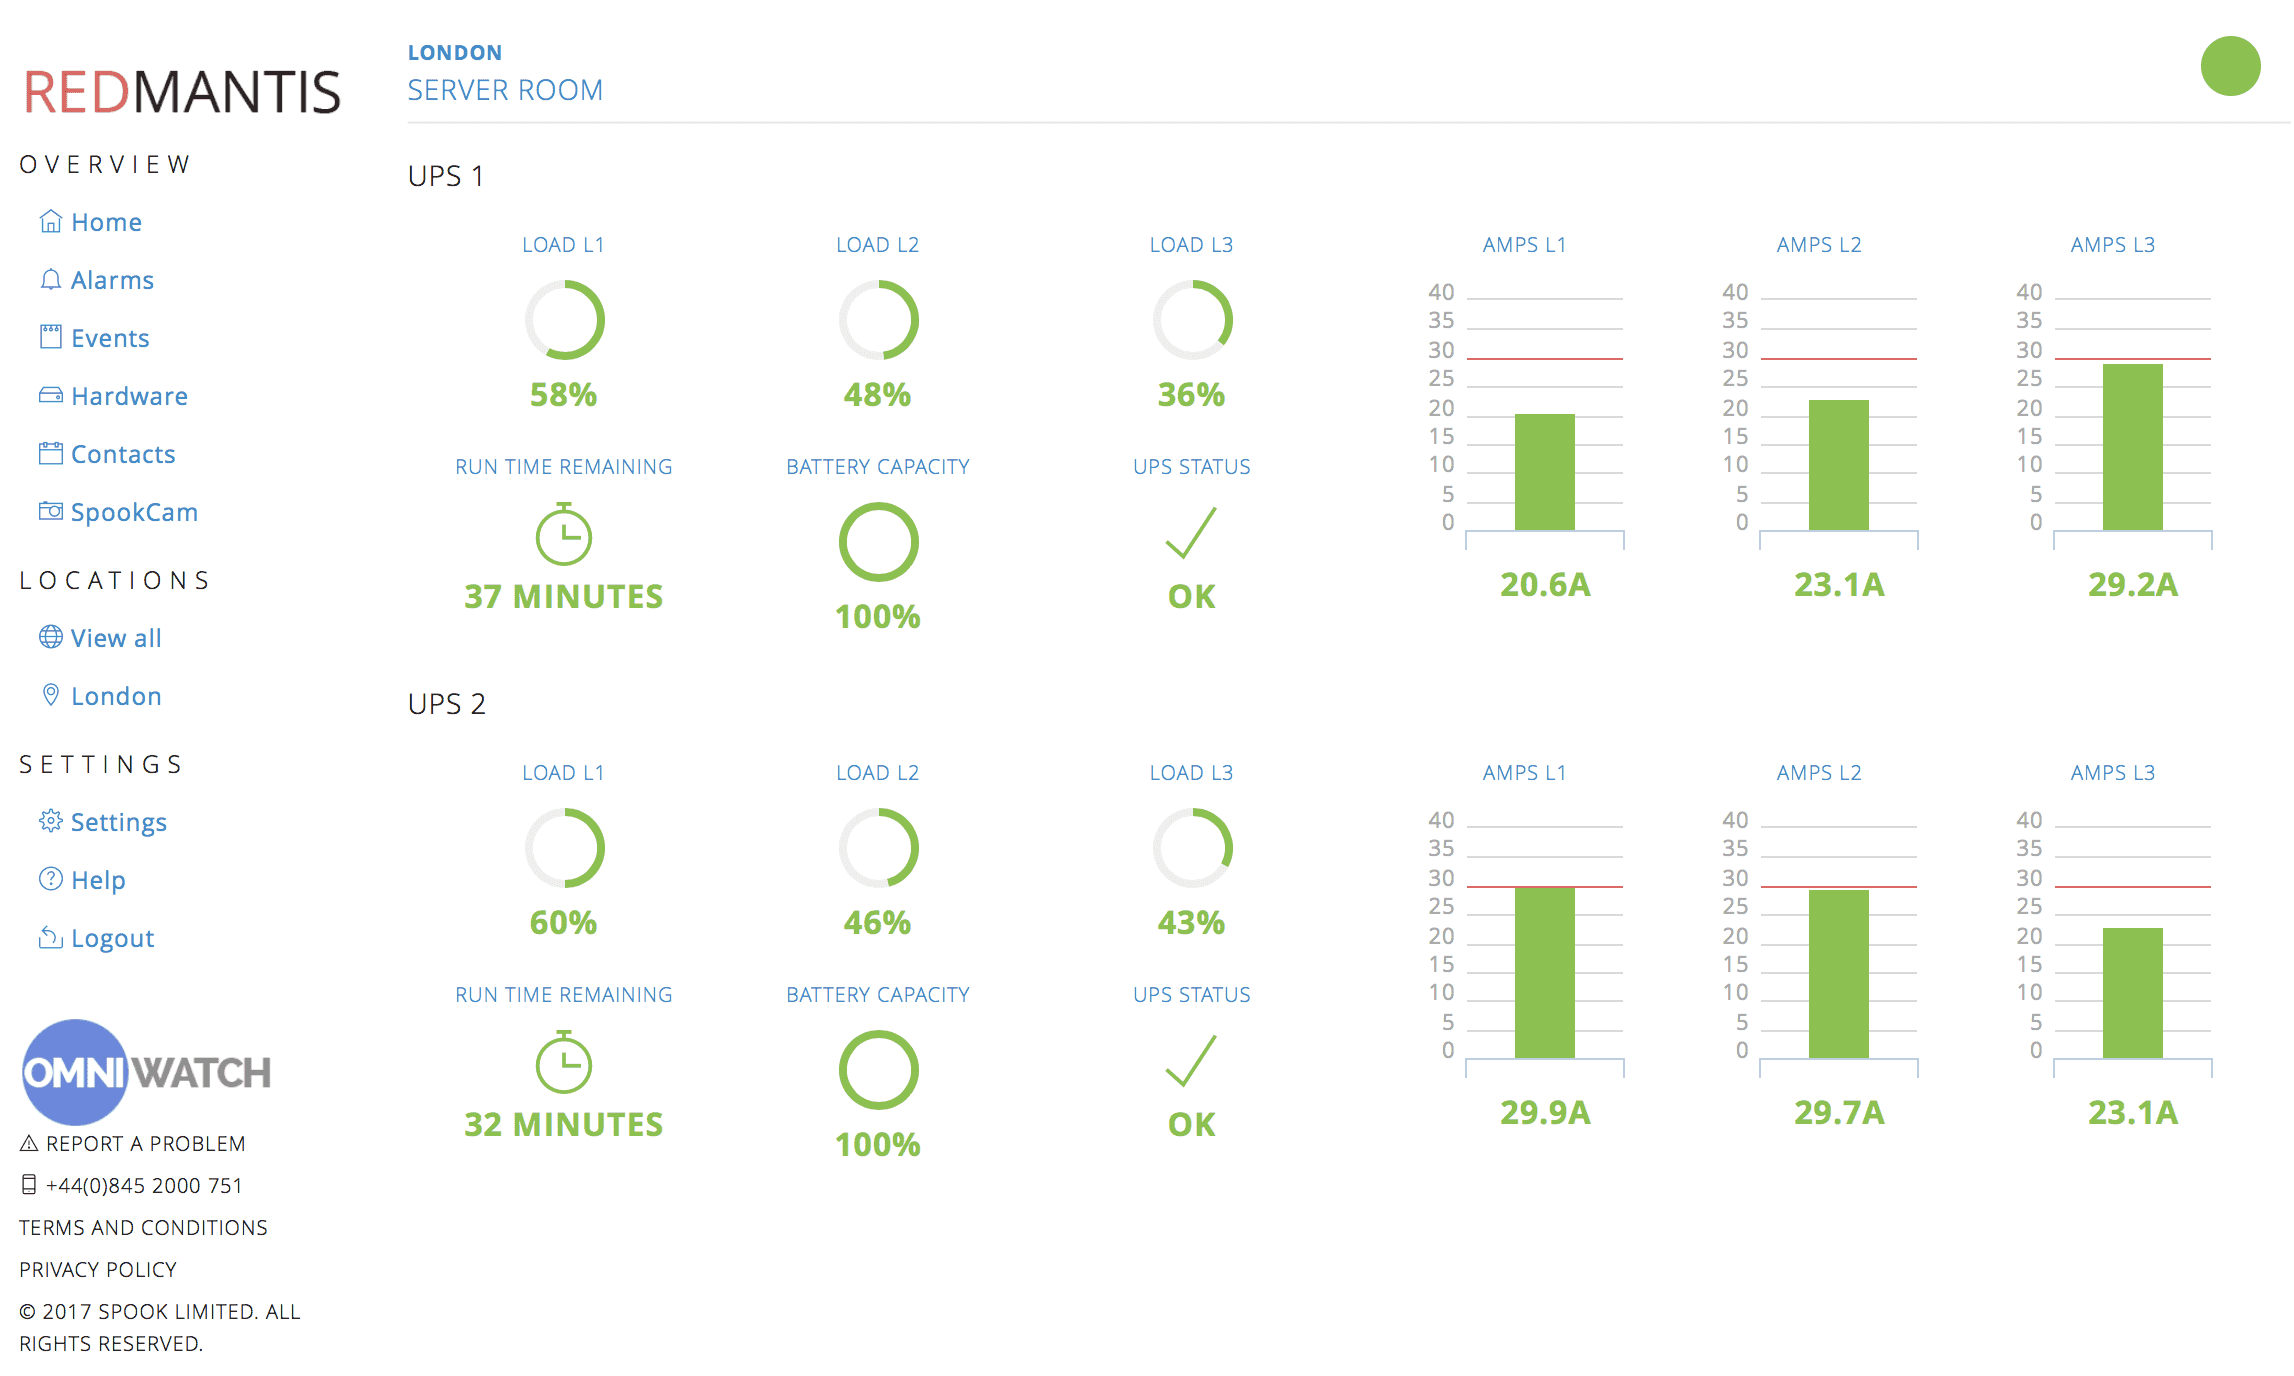 REDMANTIS
OVERVIEW
Home
Alarms
Events
Hardware
Contacts
SpookCam
LOCATIONS
View all
London
SETTINGS
Settings
Help
Logout
OMNIWATCH
REPORT A PROBLEM
+44(0)845 2000 751
TERMS AND CONDITIONS
PRIVACY POLICY
© 2017 SPOOK LIMITED. ALL
RIGHTS RESERVED.
LONDON
SERVER ROOM
UPS 1
LOAD L1
58%
LOAD L2
48%
LOAD L3
36%
RUN TIME REMAINING
37 MINUTES
BATTERY CAPACITY
100%
UPS STATUS
OK
AMPS L1
40
35
30
25
20
15
10
5
0
20.6A
AMPS L2
40
35
30
25
20
15
10
5
0
23.1A
AMPS L3
40
35
30
25
20
15
10
5
0
29.2A
UPS 2
LOAD L1
60%
LOAD L2
46%
LOAD L3
43%
RUN TIME REMAINING
32 MINUTES
BATTERY CAPACITY
100%
UPS STATUS
OK
AMPS L1
40
35
30
25
20
15
10
5
0
29.9A
AMPS L2
40
35
30
25
20
15
10
5
0
29.7A
AMPS L3
40
35
30
25
20
15
10
5
0
23.1A